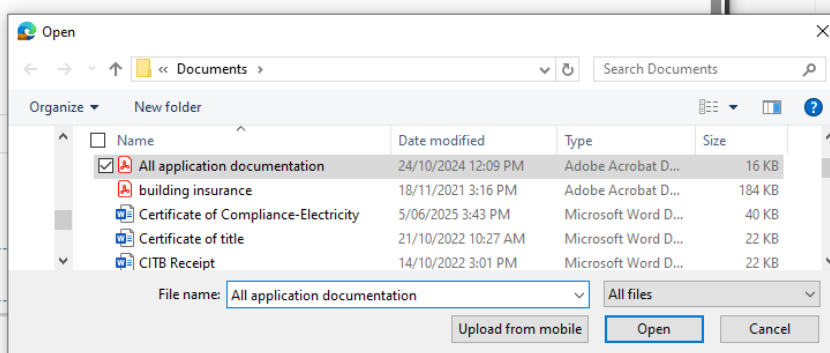 Open
« Documents >
Search Documents
Organize
New folder
Name
Date modified
Type
Size
All application documentation
24/10/2024 12:09 PM
Adobe Acrobat D...
16 KB
building insurance
18/11/2021 3:16 PM
Adobe Acrobat D...
184 KB
Certificate of Compliance-Electricity
5/06/2025 3:43 PM
Microsoft Word D...
40 KB
Certificate of title
21/10/2022 10:27 AM
Microsoft Word D...
22 KB
CITB Receipt
14/10/2022 3:01 PM
Microsoft Word D...
22 KB
File name:
All application documentation
All files
Upload from mobile
Open
Cancel